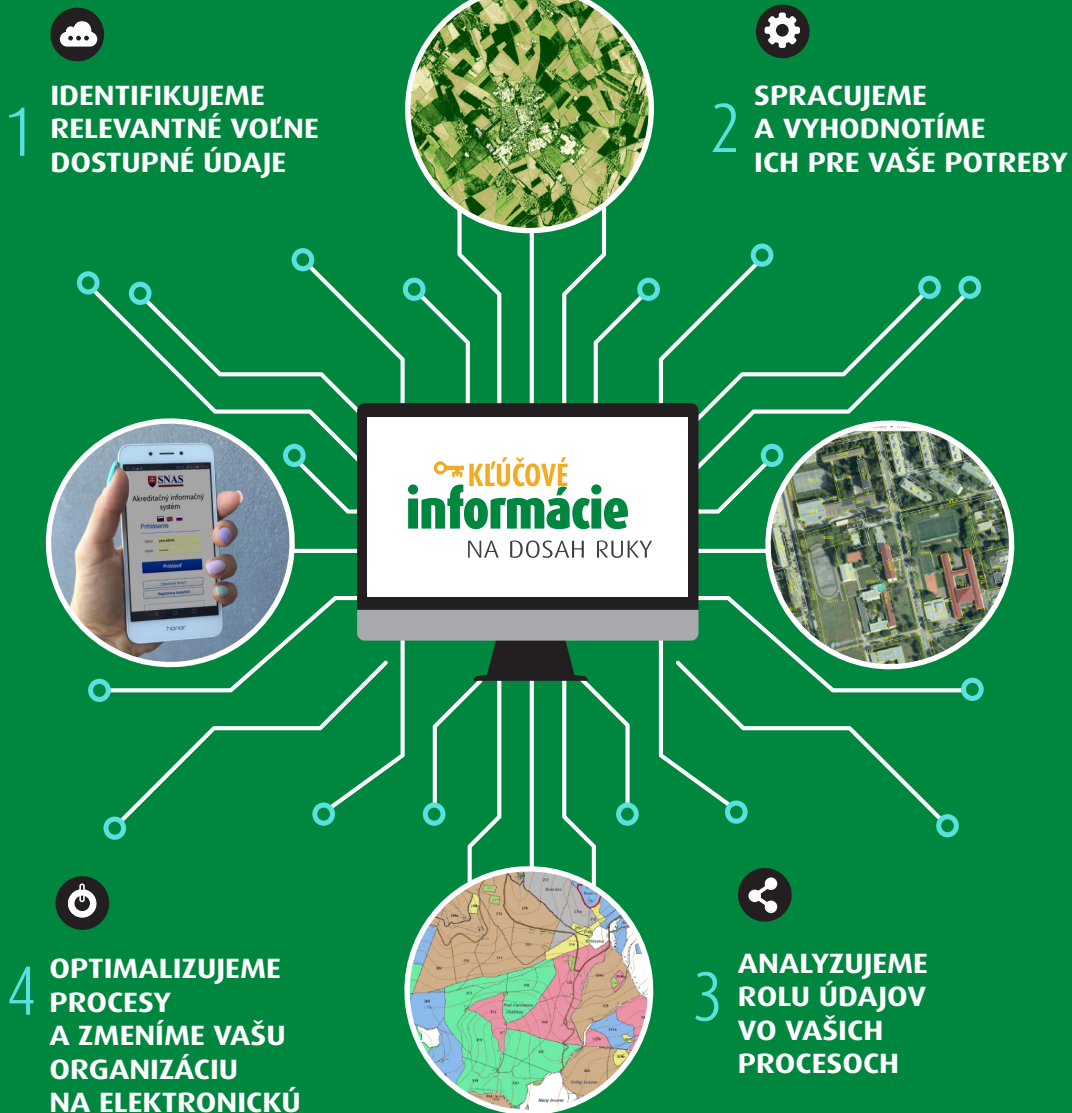 1
IDENTIFIKUJEME
RELEVANTNÉ VOĽNE
DOSTUPNÉ ÚDAJE
2
SPRACUJEME
A VYHODNOTÍME
ICH PRE VAŠE POTREBY
KĽÚČOVÉ
informácie
NA DOSAH RUKY
SNAS
Akreditačný informačný
systém
Prihlásenie
Prihlásiť
honor
4
OPTIMALIZUJEME
PROCESY
A ZMENÍME VAŠU
ORGANIZÁCIU
NA ELEKTRONICKÚ
3
ANALYZUJEME
ROLU ÚDAJOV
VO VAŠICH
PROCESOCH